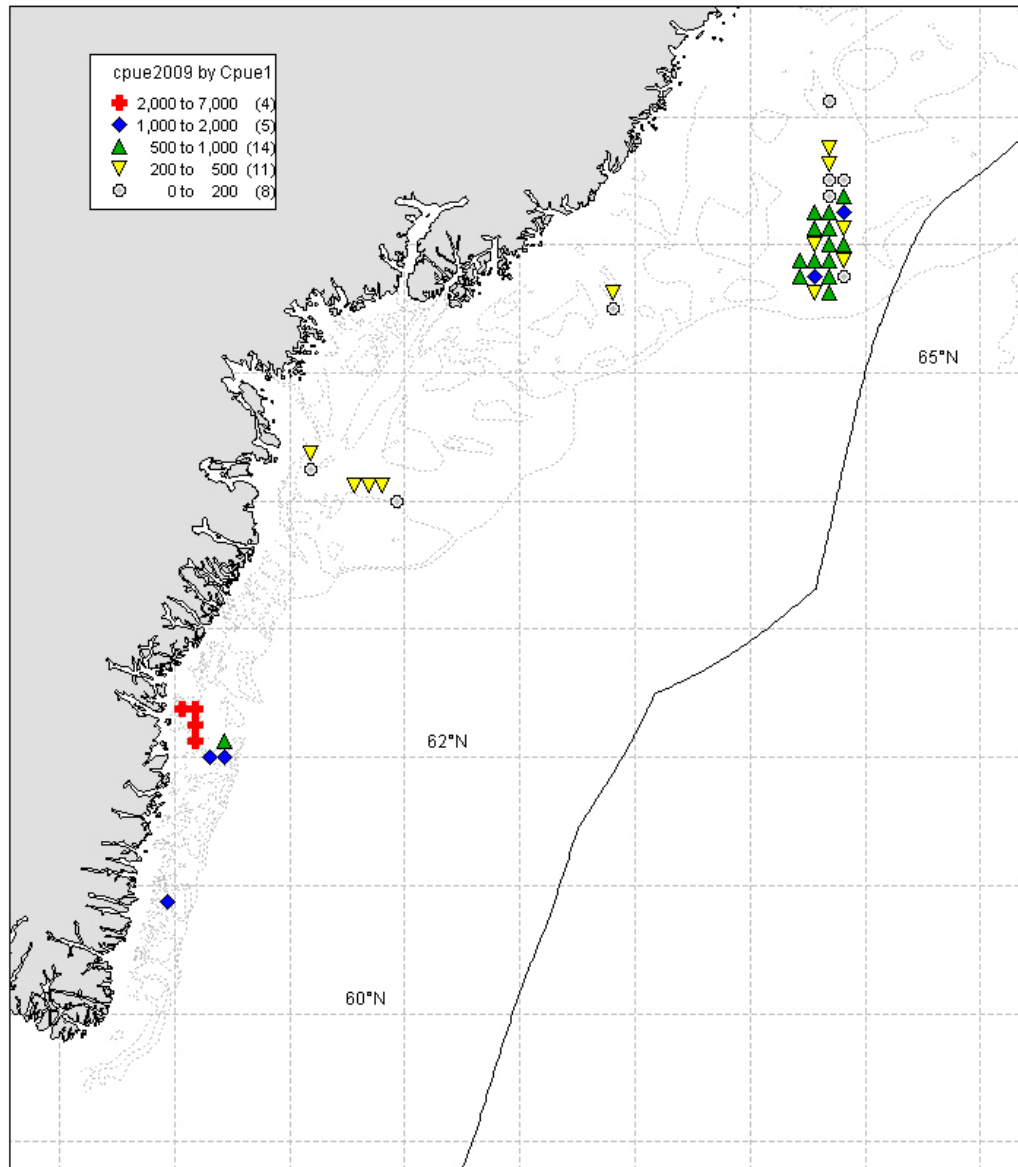 cpue2009 by Cpue1
2,000 to 7,000 (4)
1,000 to 2,000 (5)
500 to 1,000 (14)
200 to 500 (11)
0 to 200 (8)
65°N
62°N
60°N